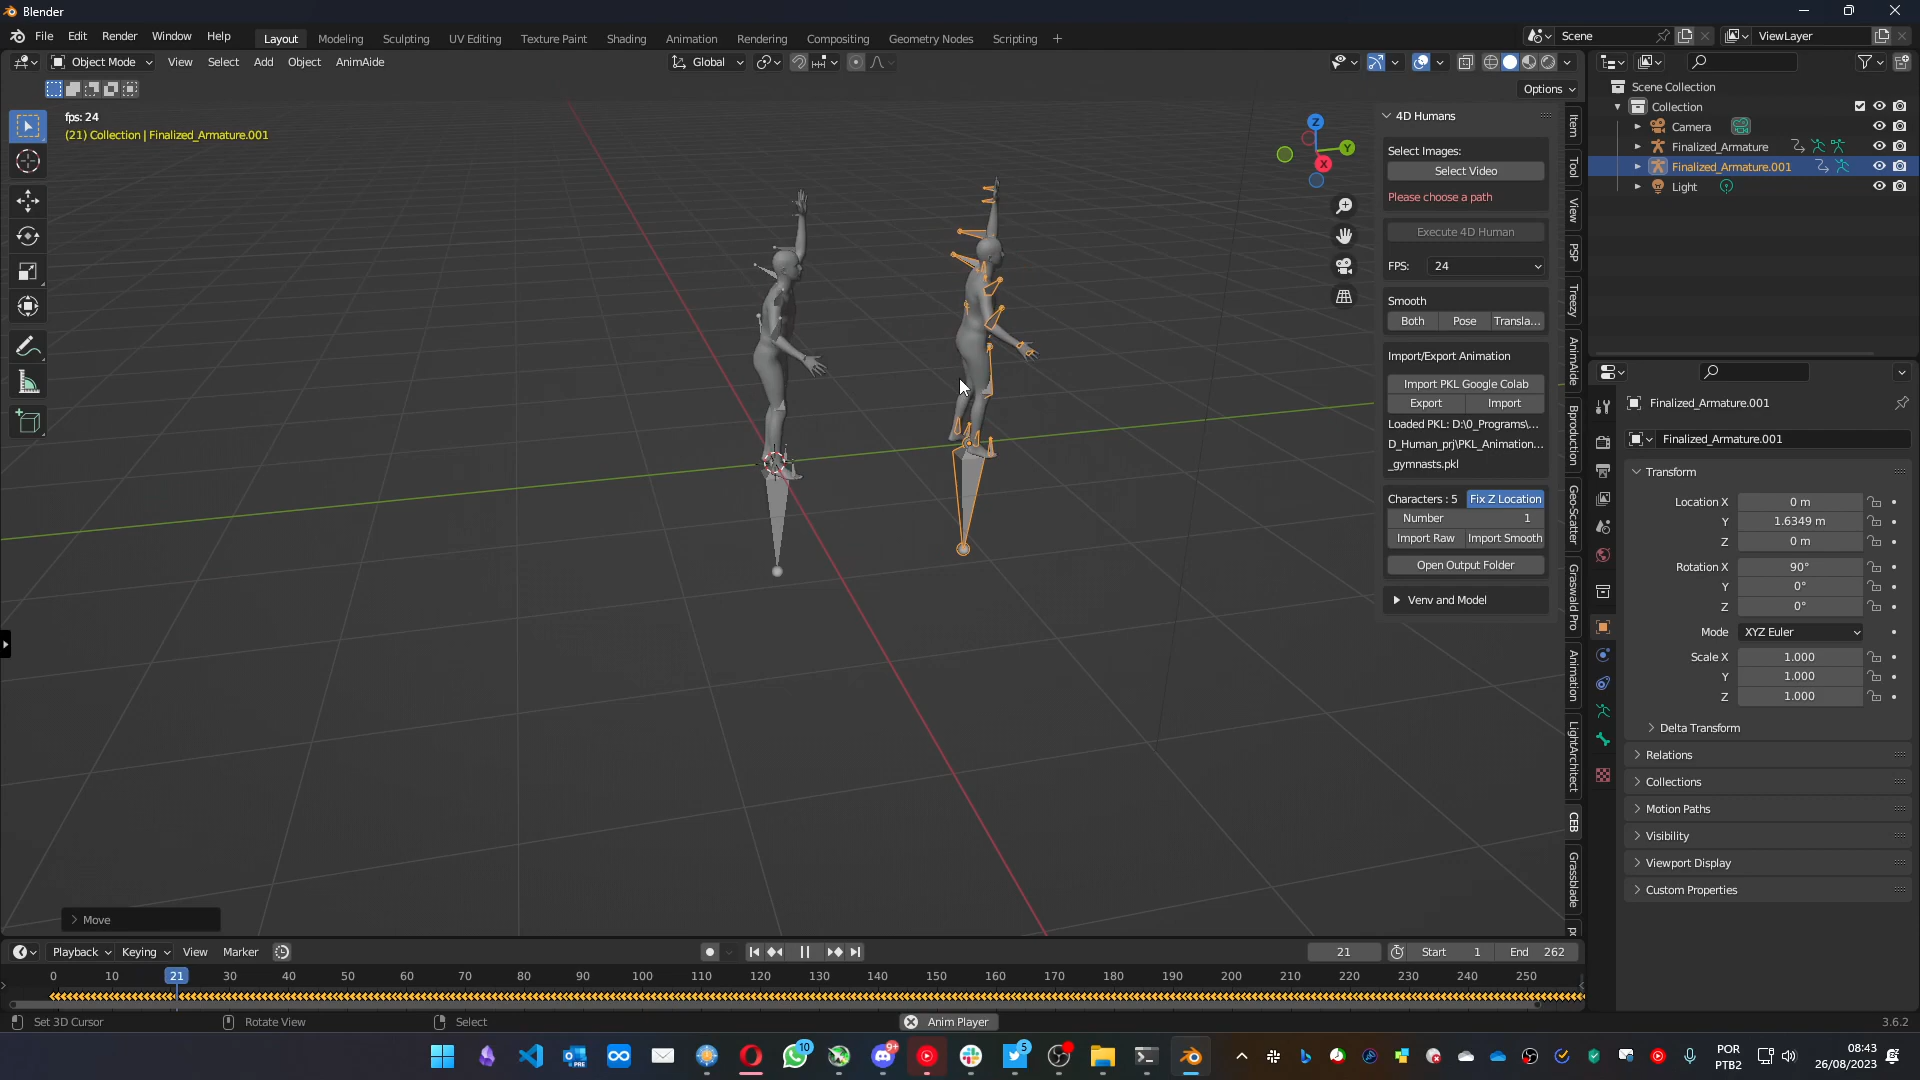 Blender
File Edit Render Window Help
Layout Modeling Sculpting UV Editing Texture Paint Shading Animation Rendering Compositing Geometry Nodes Scripting +
Scene
ViewLayer
Object Mode View Select Add Object AnimAide
Global
Options
fps: 24
(21) Collection | Finalized_Armature.001
Z
Y
X
4D Humans
Select Images:
Select Video
Please choose a path
Execute 4D Human
FPS: 24
Smooth
Both Pose Transla...
Import/Export Animation
Import PKL Google Colab
Export Import
Loaded PKL: D:\0_Programs\...
D_Human_prj\PKL_Animation...
_gymnasts.pkl
Characters : 5 Fix Z Location
Number 1
Import Raw Import Smooth
Open Output Folder
Venv and Model
Item
Tool
View
PSP
Treezy
AnimAide
Bproduction
Geo-Scatter
Graswald Pro
Animation
LightArchitect
CEB
Grassblade
Scene Collection
Collection
Camera
Finalized_Armature
Finalized_Armature.001
Light
Finalized_Armature.001
Finalized_Armature.001
Transform
Location X 0 m
Y 1.6349 m
Z 0 m
Rotation X 90°
Y 0°
Z 0°
Mode XYZ Euler
Scale X 1.000
Y 1.000
Z 1.000
Delta Transform
Relations
Collections
Motion Paths
Visibility
Viewport Display
Custom Properties
Move
Playback Keying View Marker
21 Start 1 End 262
0 10 21 30 40 50 60 70 80 90 100 110 120 130 140 150 160 170 180 190 200 210 220 230 240 250
Set 3D Cursor Rotate View Select Anim Player 3.6.2
10
9+
5
POR
PTB2
08:43
26/08/2023